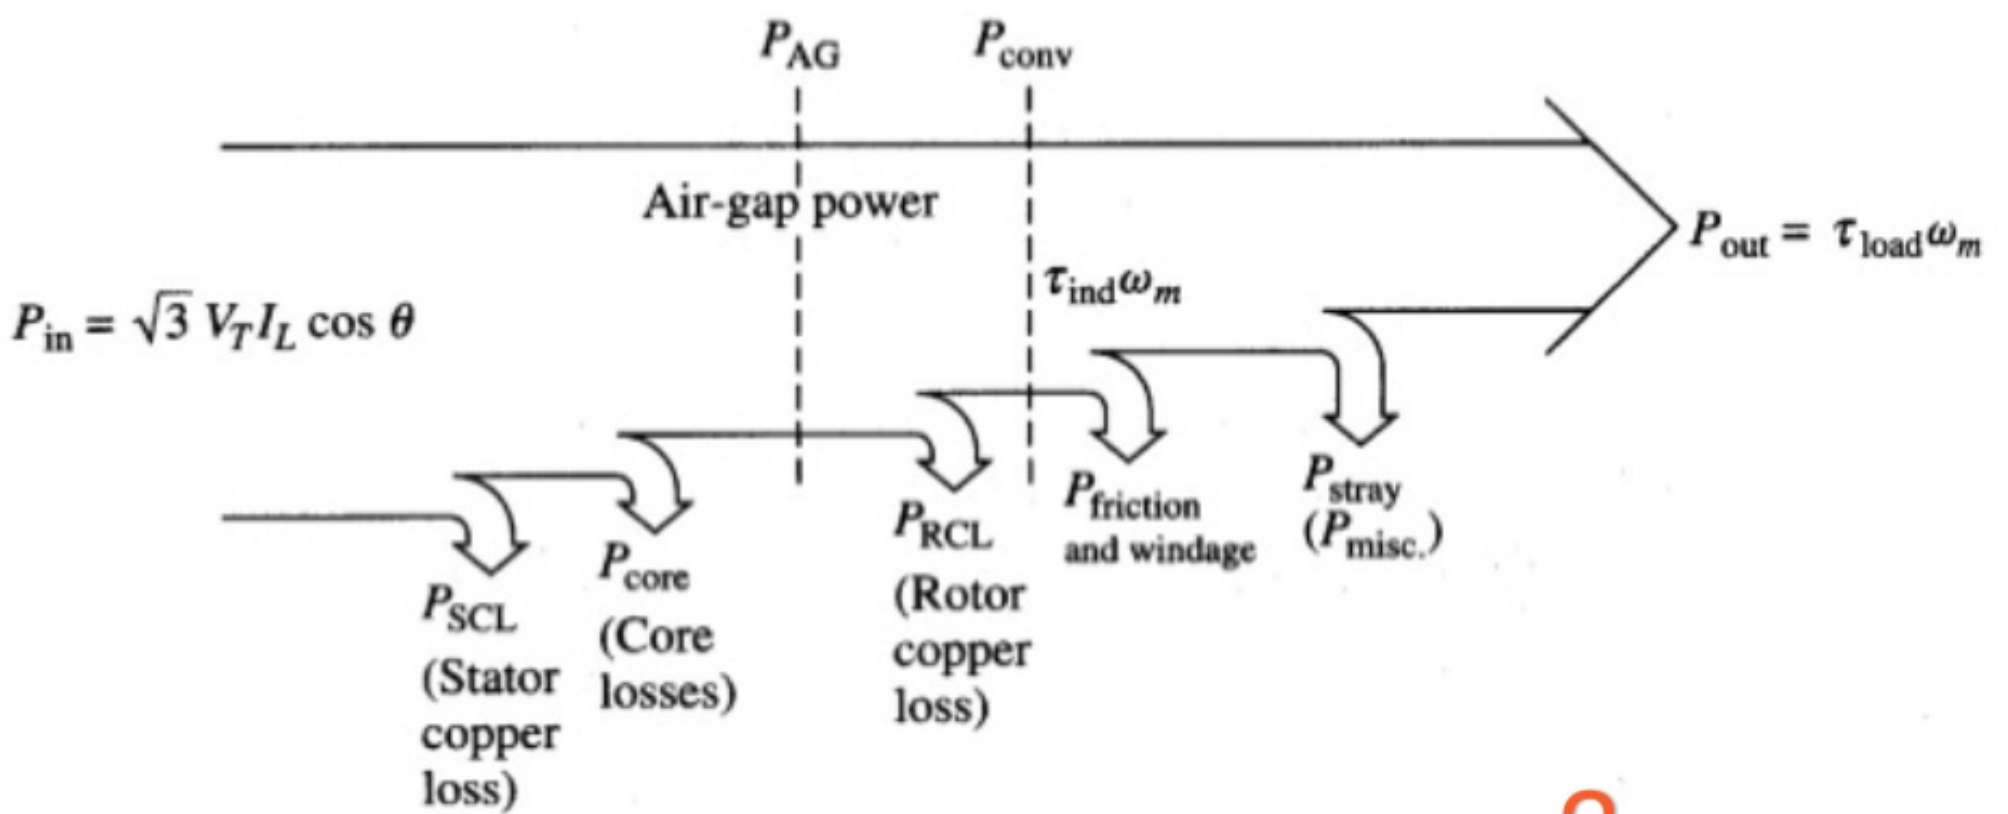 P_AG
P_conv
Air-gap power
P_out = τ_load ω_m
τ_ind ω_m
P_in = √3 V_T I_L cos θ
P_SCL
(Stator
copper
loss)
P_core
(Core
losses)
P_RCL
(Rotor
copper
loss)
P_friction
and windage
P_stray
(P_misc.)